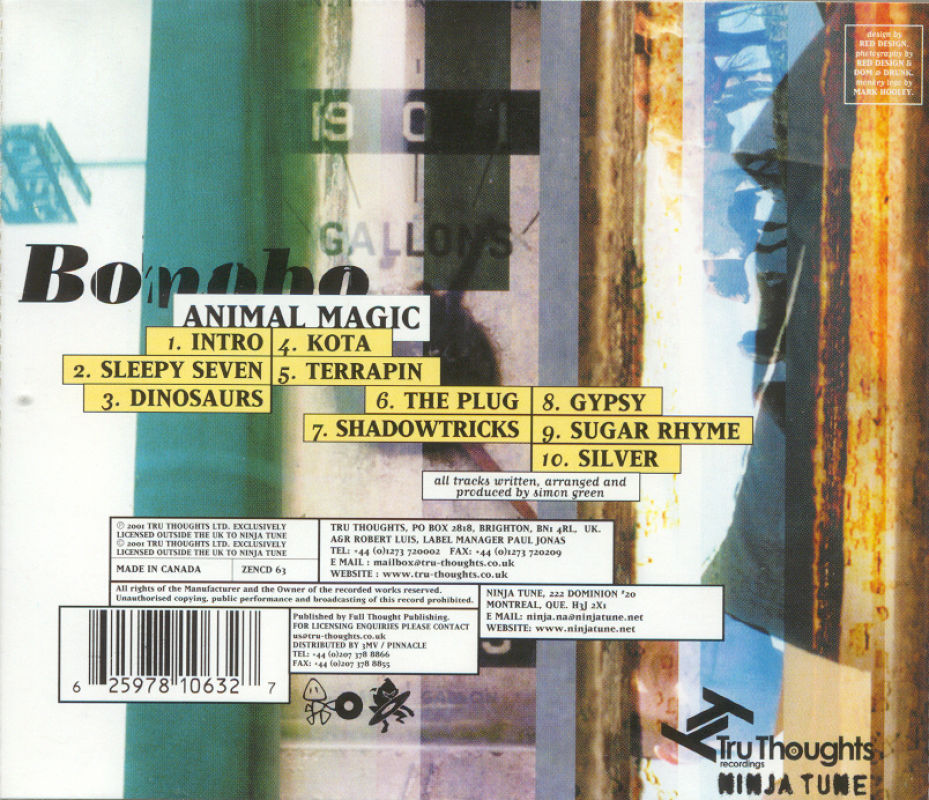 design by
RED DESIGN.
photography by
RED DESIGN &
DOM @ DRUNK.
monkey logo by
MARK HOOLEY.
GALLONS
Bonobo
ANIMAL MAGIC
1. INTRO
2. SLEEPY SEVEN
3. DINOSAURS
4. KOTA
5. TERRAPIN
6. THE PLUG
7. SHADOWTRICKS
8. GYPSY
9. SUGAR RHYME
10. SILVER
all tracks written, arranged and
produced by simon green
℗ 2001 TRU THOUGHTS LTD. EXCLUSIVELY
LICENSED OUTSIDE THE UK TO NINJA TUNE
© 2001 TRU THOUGHTS LTD. EXCLUSIVELY
LICENSED OUTSIDE THE UK TO NINJA TUNE
MADE IN CANADA
ZENCD 63
TRU THOUGHTS, PO BOX 2818, BRIGHTON, BN1 4RL, UK.
A&R ROBERT LUIS, LABEL MANAGER PAUL JONAS
TEL: +44 (0)1273 720002 FAX: +44 (0)1273 720209
E MAIL : mailbox@tru-thoughts.co.uk
WEBSITE : www.tru-thoughts.co.uk
All rights of the Manufacturer and the Owner of the recorded works reserved.
Unauthorised copying, public performance and broadcasting of this record prohibited.
NINJA TUNE, 222 DOMINION #20
MONTREAL, QUE. H3J 2X1
E MAIL: ninja.na@ninjatune.net
WEBSITE: www.ninjatune.net
Published by Full Thought Publishing.
FOR LICENSING ENQUIRIES PLEASE CONTACT
us@tru-thoughts.co.uk
DISTRIBUTED BY 3MV / PINNACLE
TEL: +44 (0)207 378 8866
FAX: +44 (0)207 378 8855
6 25978 10632 7
TruThoughts
recordings
NINJA TUNE